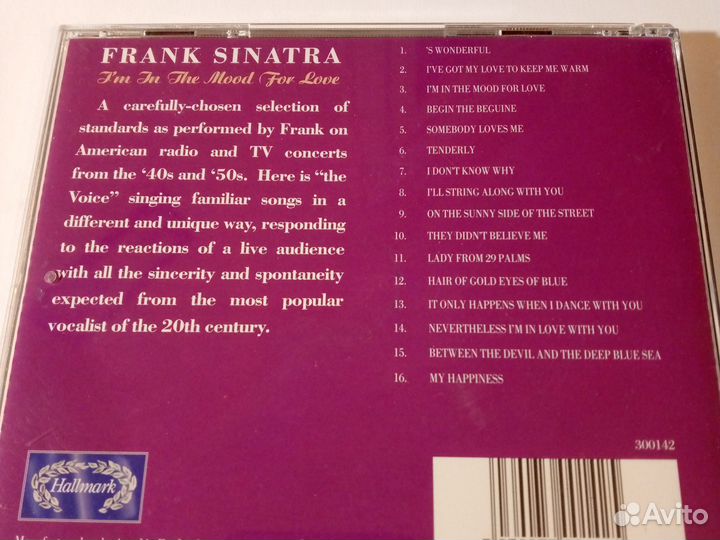 FRANK SINATRA
I'm In The Mood For Love
A carefully-chosen selection of
standards as performed by Frank on
American radio and TV concerts
from the ‘40s and ‘50s. Here is “the
Voice” singing familiar songs in a
different and unique way, responding
to the reactions of a live audience
with all the sincerity and spontaneity
expected from the most popular
vocalist of the 20th century.
1. 'S WONDERFUL
2. I'VE GOT MY LOVE TO KEEP ME WARM
3. I'M IN THE MOOD FOR LOVE
4. BEGIN THE BEGUINE
5. SOMEBODY LOVES ME
6. TENDERLY
7. I DON'T KNOW WHY
8. I'LL STRING ALONG WITH YOU
9. ON THE SUNNY SIDE OF THE STREET
10. THEY DIDN'T BELIEVE ME
11. LADY FROM 29 PALMS
12. HAIR OF GOLD EYES OF BLUE
13. IT ONLY HAPPENS WHEN I DANCE WITH YOU
14. NEVERTHELESS I'M IN LOVE WITH YOU
15. BETWEEN THE DEVIL AND THE DEEP BLUE SEA
16. MY HAPPINESS
300142
Hallmark
Avito